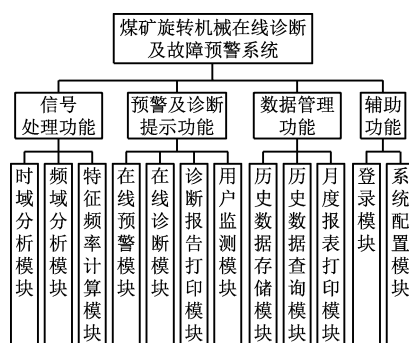 煤矿旋转机械在线诊断
及故障预警系统
信号
处理功能
预警及诊断
提示功能
数据管理
功能
辅助
功能
时域分析模块
频域分析模块
特征频率计算模块
在线预警模块
在线诊断模块
诊断报告打印模块
用户监测模块
历史数据存储模块
历史数据查询模块
月度报表打印模块
登录模块
系统配置模块